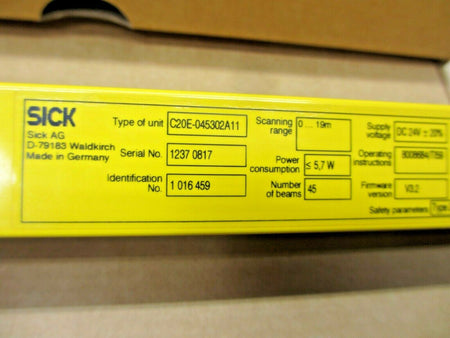 SICK
Sick AG
D-79183 Waldkirch
Made in Germany
Type of unit C20E-045302A11
Serial No. 1237 0817
Identification No. 1 016 459
Scanning range 0 ... 19m
Power consumption ≤ 5,7 W
Number of beams 45
Supply voltage DC 24V ± 20%
Operating instructions
Firmware version V3.2
Safety parameters Type